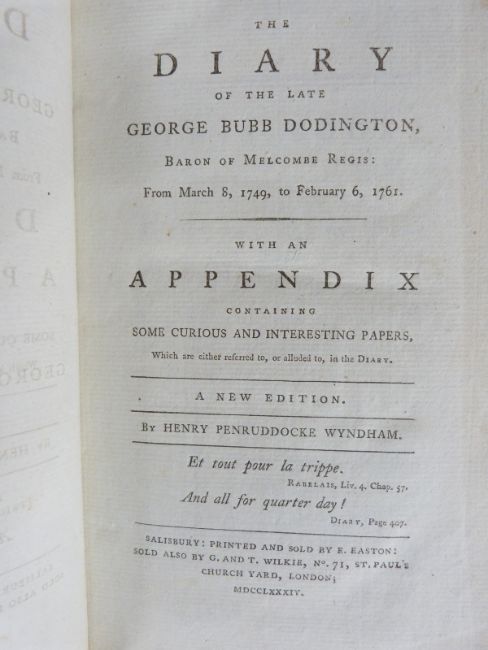 THE
DIARY
OF THE LATE
GEORGE BUBB DODINGTON,
BARON OF MELCOMBE REGIS:
From March 8, 1749, to February 6, 1761.
WITH AN
APPENDIX
CONTAINING
SOME CURIOUS AND INTERESTING PAPERS,
Which are either referred to, or alluded to, in the DIARY.
A NEW EDITION.
BY HENRY PENRUDDOCKE WYNDHAM.
Et tout pour la trippe.
RABELAIS, Liv. 4. Chap. 57.
And all for quarter day!
DIARY, Page 407.
SALISBURY: PRINTED AND SOLD BY E. EASTON:
SOLD ALSO BY G. AND T. WILKIE, No. 71, ST. PAUL'S
CHURCH YARD, LONDON;
MDCCLXXXIV.